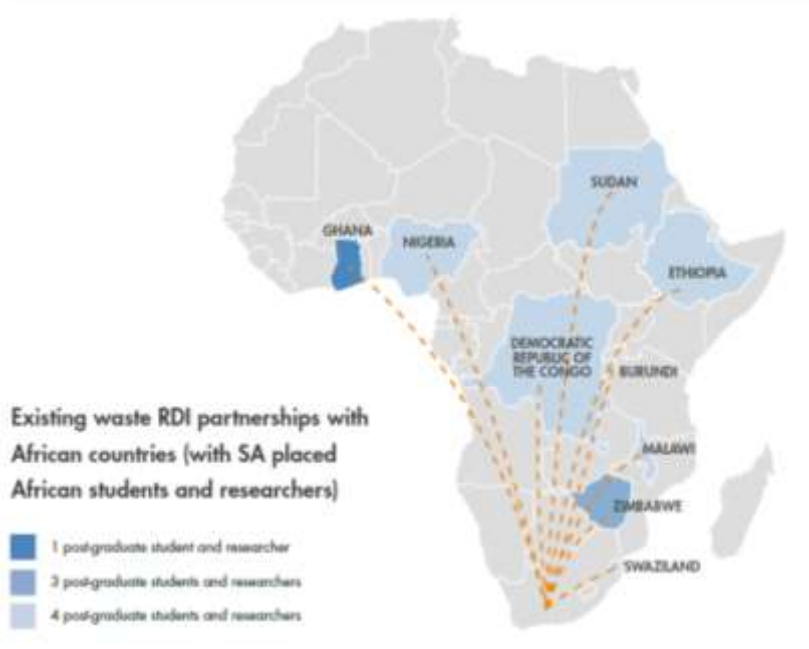 SUDAN
GHANA
NIGERIA
ETHIOPIA
DEMOCRATIC
REPUBLIC OF
THE CONGO
BURUNDI
Existing waste RDI partnerships with
African countries (with SA placed
African students and researchers)
MALAWI
ZIMBABWE
1 post-graduate student and researcher
SWAZILAND
3 post-graduate students and researchers
4 post-graduate students and researchers